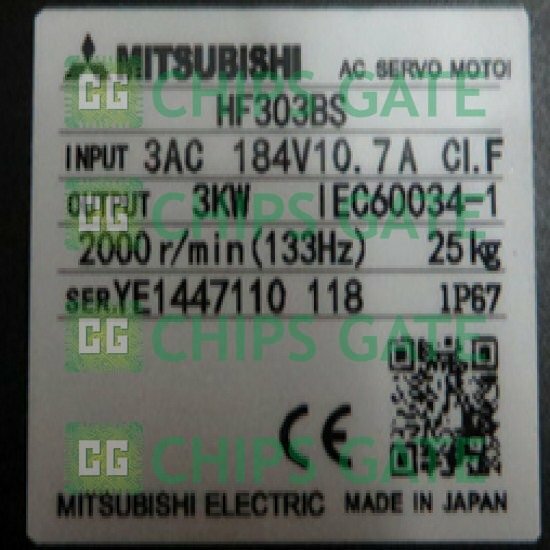 MITSUBISHI AC SERVO MOTOI
HF303BS
INPUT 3AC 184V10.7A CI.F
OUTPUT 3KW IEC60034-1
2000r/min(133Hz) 25kg
SER.YE1447110 118 IP67
CE
MITSUBISHI ELECTRIC MADE IN JAPAN
CG CHIPS GATE
CG CHIPS GATE
CG CHIPS GATE
CG CHIPS GATE